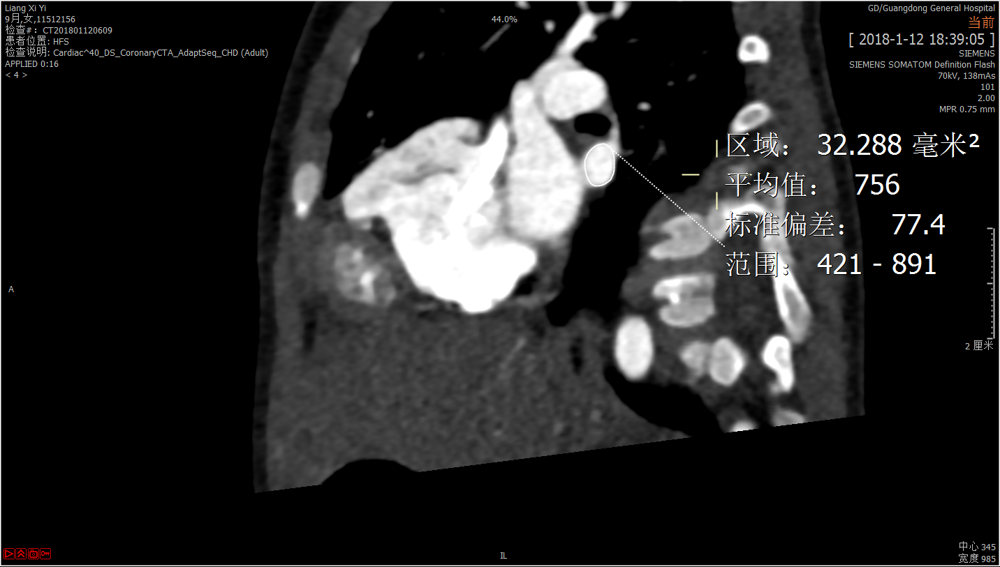 Liang Xi Yi
9月,女,11512156
检查#: CT201801120609
患者位置: HFS
检查说明: Cardiac^40_DS_CoronaryCTA_AdaptSeq_CHD (Adult)
APPLIED 0:16
< 4 >
44.0%
GD/Guangdong General Hospital
当前
[ 2018-1-12 18:39:05 ]
SIEMENS
SIEMENS SOMATOM Definition Flash
70kV, 138mAs
101
2.00
MPR 0.75 mm
区域: 32.288 毫米²
平均值: 756
标准偏差: 77.4
范围: 421 - 891
A
2 厘米
IL
中心 345
宽度 985